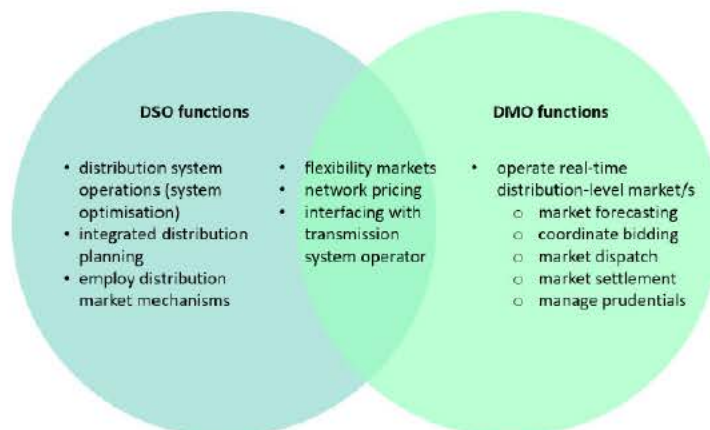 DSO functions
• distribution system
operations (system
optimisation)
• integrated distribution
planning
• employ distribution
market mechanisms
• flexibility markets
• network pricing
• interfacing with
transmission
system operator
DMO functions
• operate real-time
distribution-level market/s
o market forecasting
o coordinate bidding
o market dispatch
o market settlement
o manage prudentials